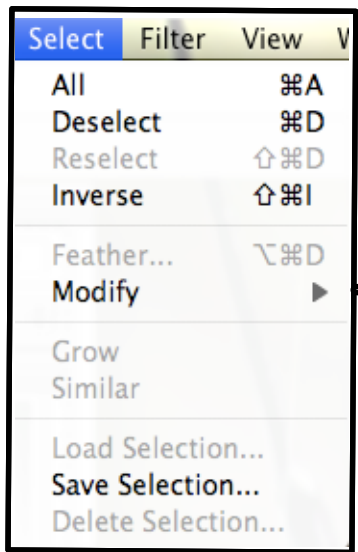 Select Filter View
All ⌘A
Deselect ⌘D
Reselect ⇧⌘D
Inverse ⇧⌘I
Feather... ⌥⌘D
Modify ▶
Grow
Similar
Load Selection...
Save Selection...
Delete Selection...